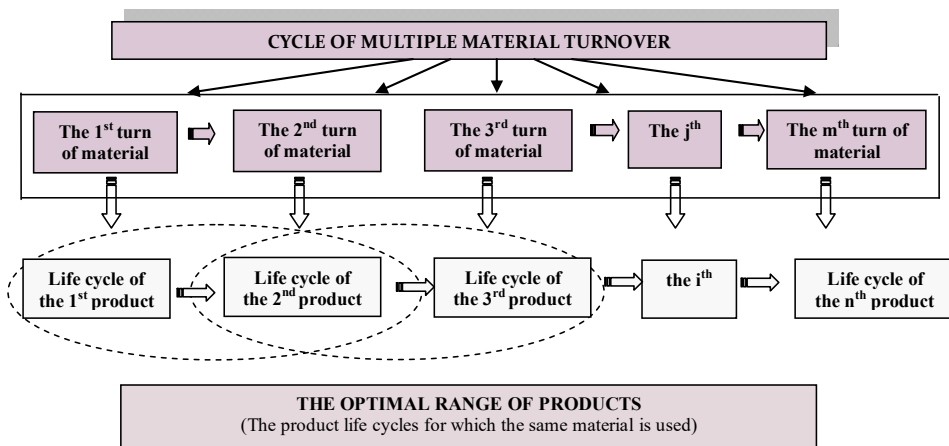 CYCLE OF MULTIPLE MATERIAL TURNOVER
The 1st turn
of material
The 2nd turn
of material
The 3rd turn
of material
The jth
The mth turn of
material
Life cycle of
the 1st product
Life cycle of
the 2nd product
Life cycle of
the 3rd product
the ith
Life cycle of
the nth product
THE OPTIMAL RANGE OF PRODUCTS
(The product life cycles for which the same material is used)